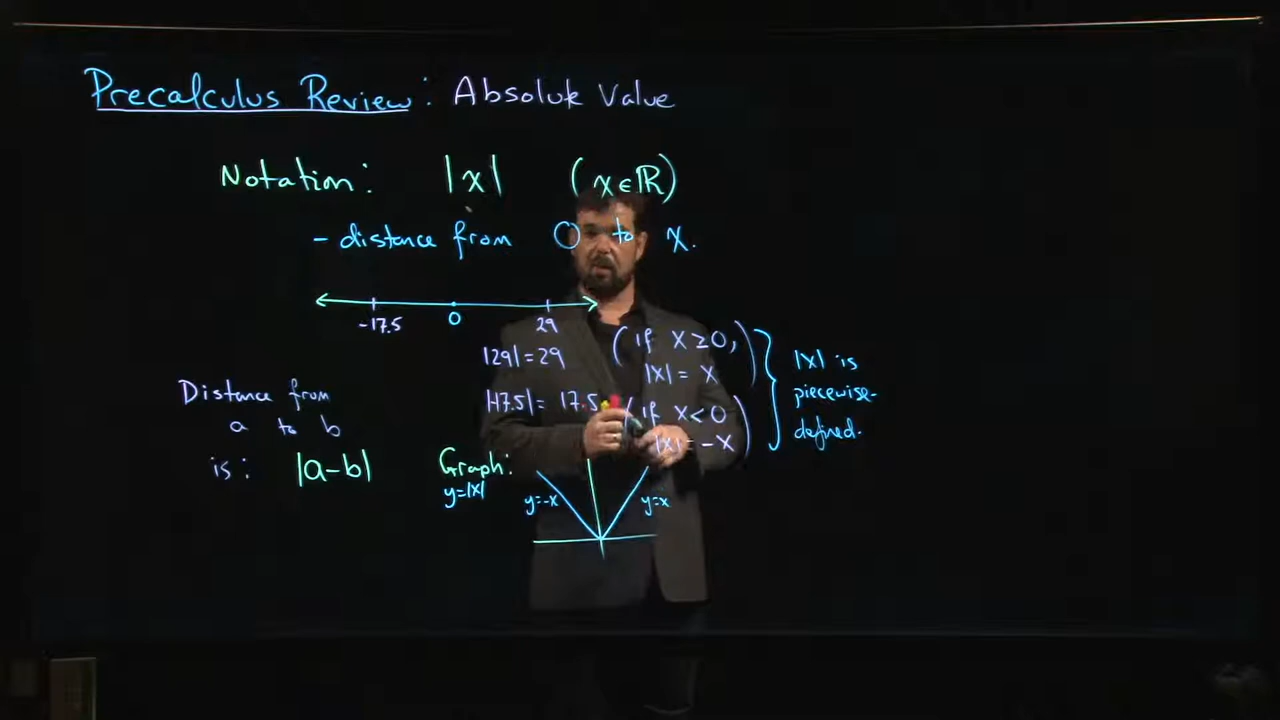 Precalculus Review: Absolute Value
Notation: |x| (x∈ℝ)
- distance from 0 to x.
-17.5 0 29
|29|=29
|-17.5|= 17.5
(if x≥0,
|x| = x)
(if x<0
|x| = -x)
|x| is
piecewise-
defined.
Distance from
a to b
is: |a-b|
Graph:
y=|x|
y=-x y=x